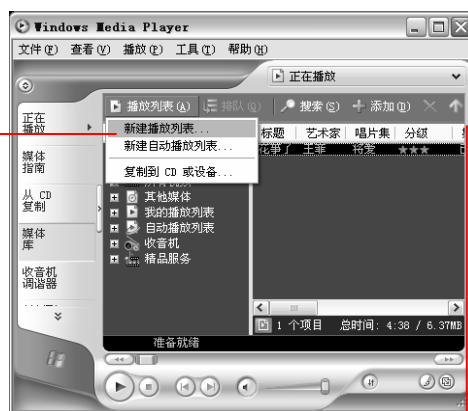 Windows Media Player
文件(F) 查看(V) 播放(P) 工具(T) 帮助(H)
正在播放
播放列表(A) 排队(Q) 搜索(S) 添加(D)
正在播放
新建播放列表...
新建自动播放列表...
复制到 CD 或设备...
标题 艺术家 唱片集 分级
王菲 将爱 ★★★
媒体指南
从 CD 复制
其他媒体
我的播放列表
自动播放列表
收音机
精品服务
媒体库
收音机调谐器
1 个项目 总时间: 4:38 / 6.37MB
准备就绪